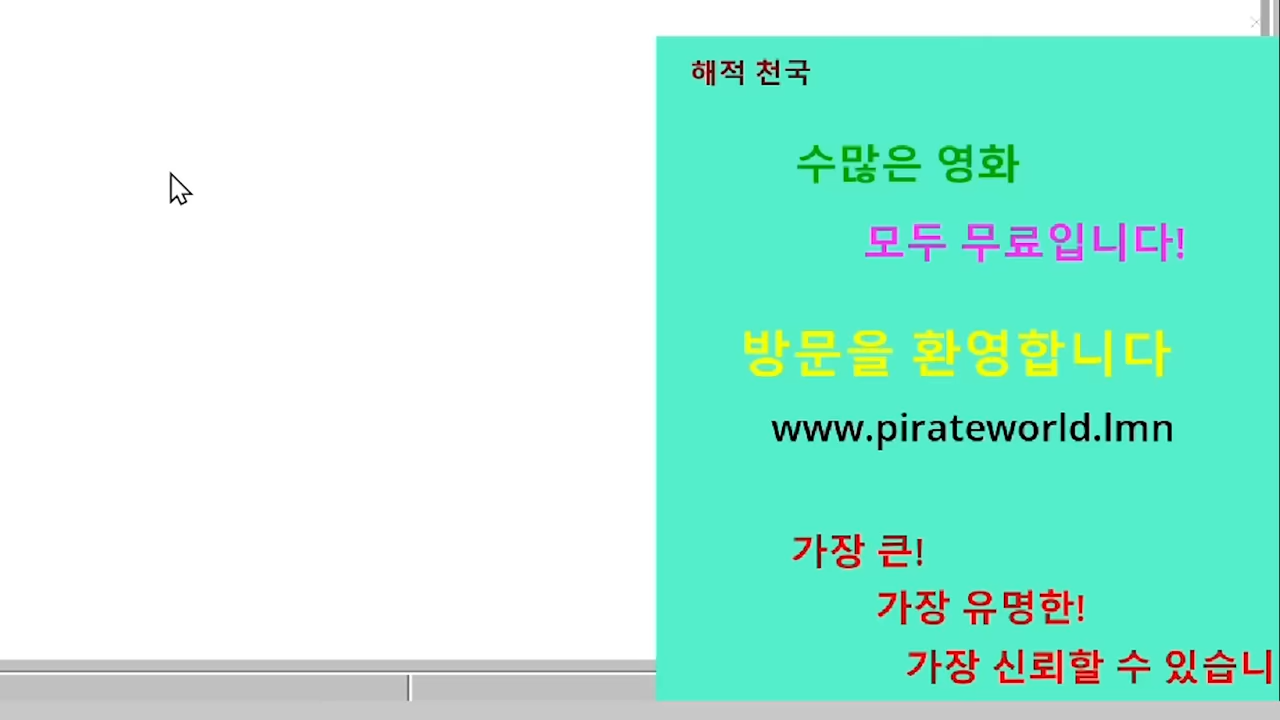 해적 천국
수많은 영화
모두 무료입니다!
방문을 환영합니다
www.pirateworld.lmn
가장 큰!
가장 유명한!
가장 신뢰할 수 있습니